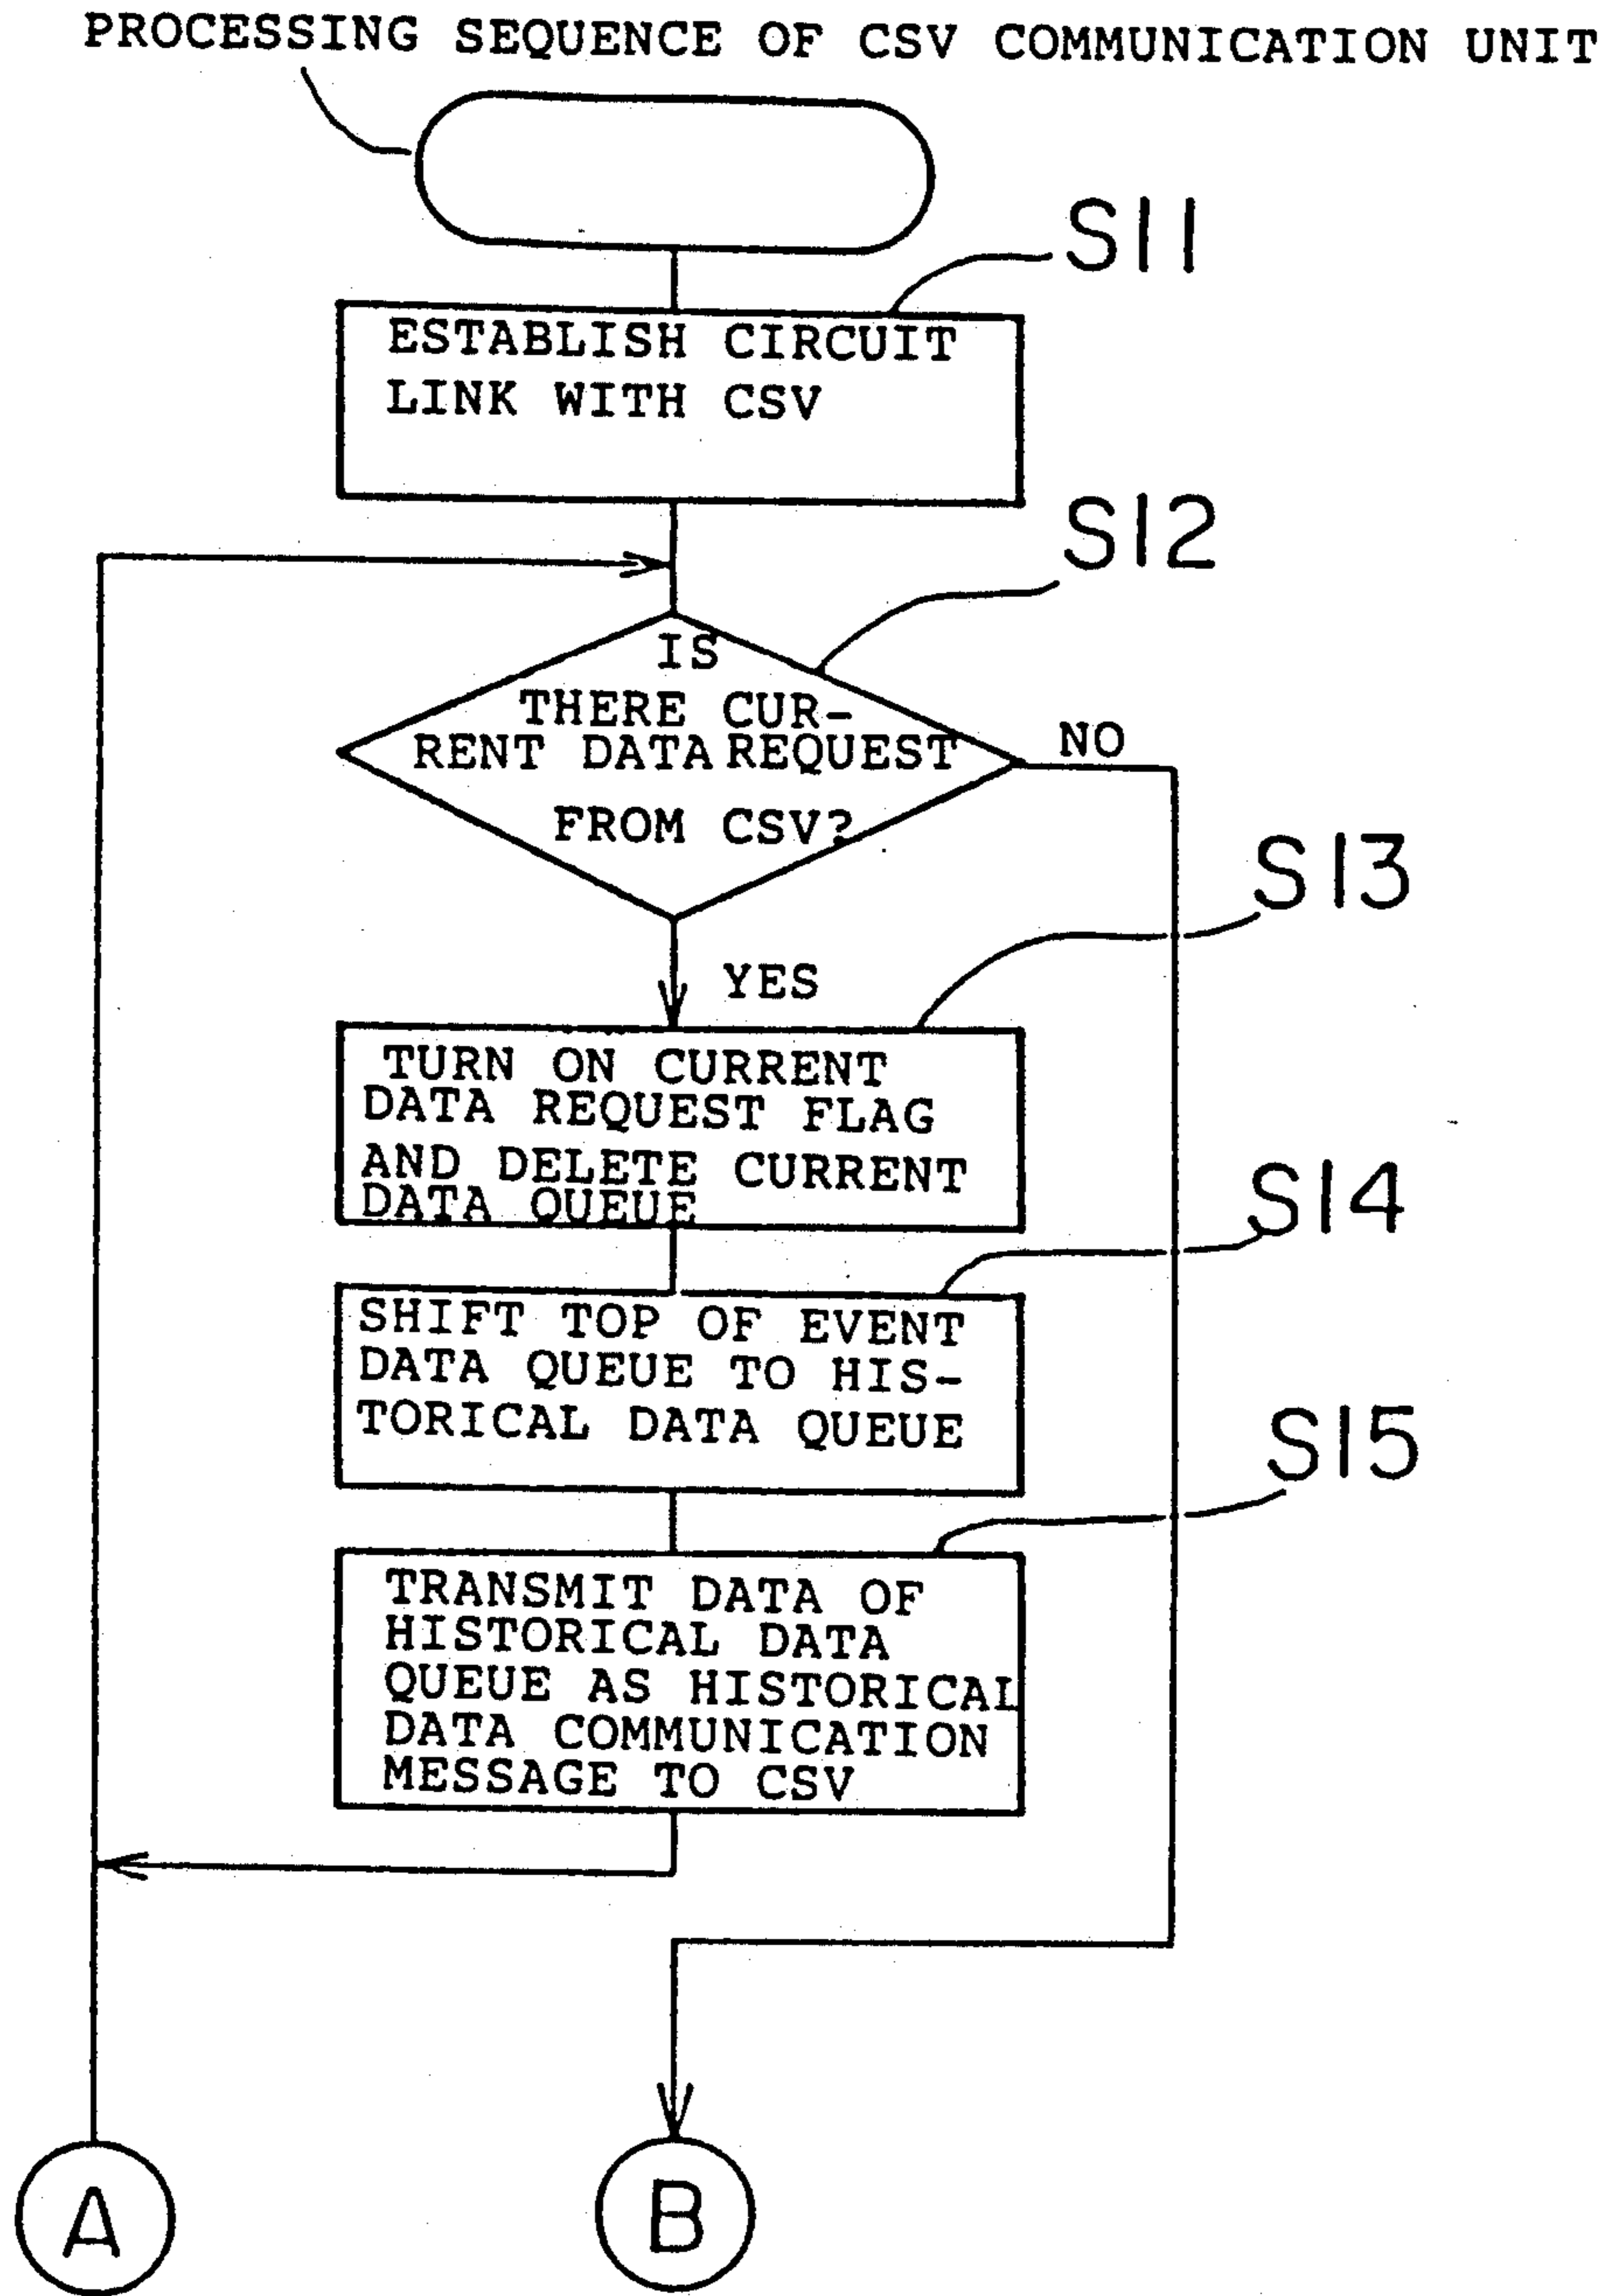 PROCESSING SEQUENCE OF CSV COMMUNICATION UNIT
S11
ESTABLISH CIRCUIT
LINK WITH CSV
S12
IS
THERE CUR-
RENT DATA REQUEST
FROM CSV?
NO
S13
YES
TURN ON CURRENT
DATA REQUEST FLAG
AND DELETE CURRENT
DATA QUEUE
S14
SHIFT TOP OF EVENT
DATA QUEUE TO HIS-
TORICAL DATA QUEUE
S15
TRANSMIT DATA OF
HISTORICAL DATA
QUEUE AS HISTORICAL
DATA COMMUNICATION
MESSAGE TO CSV
A
B